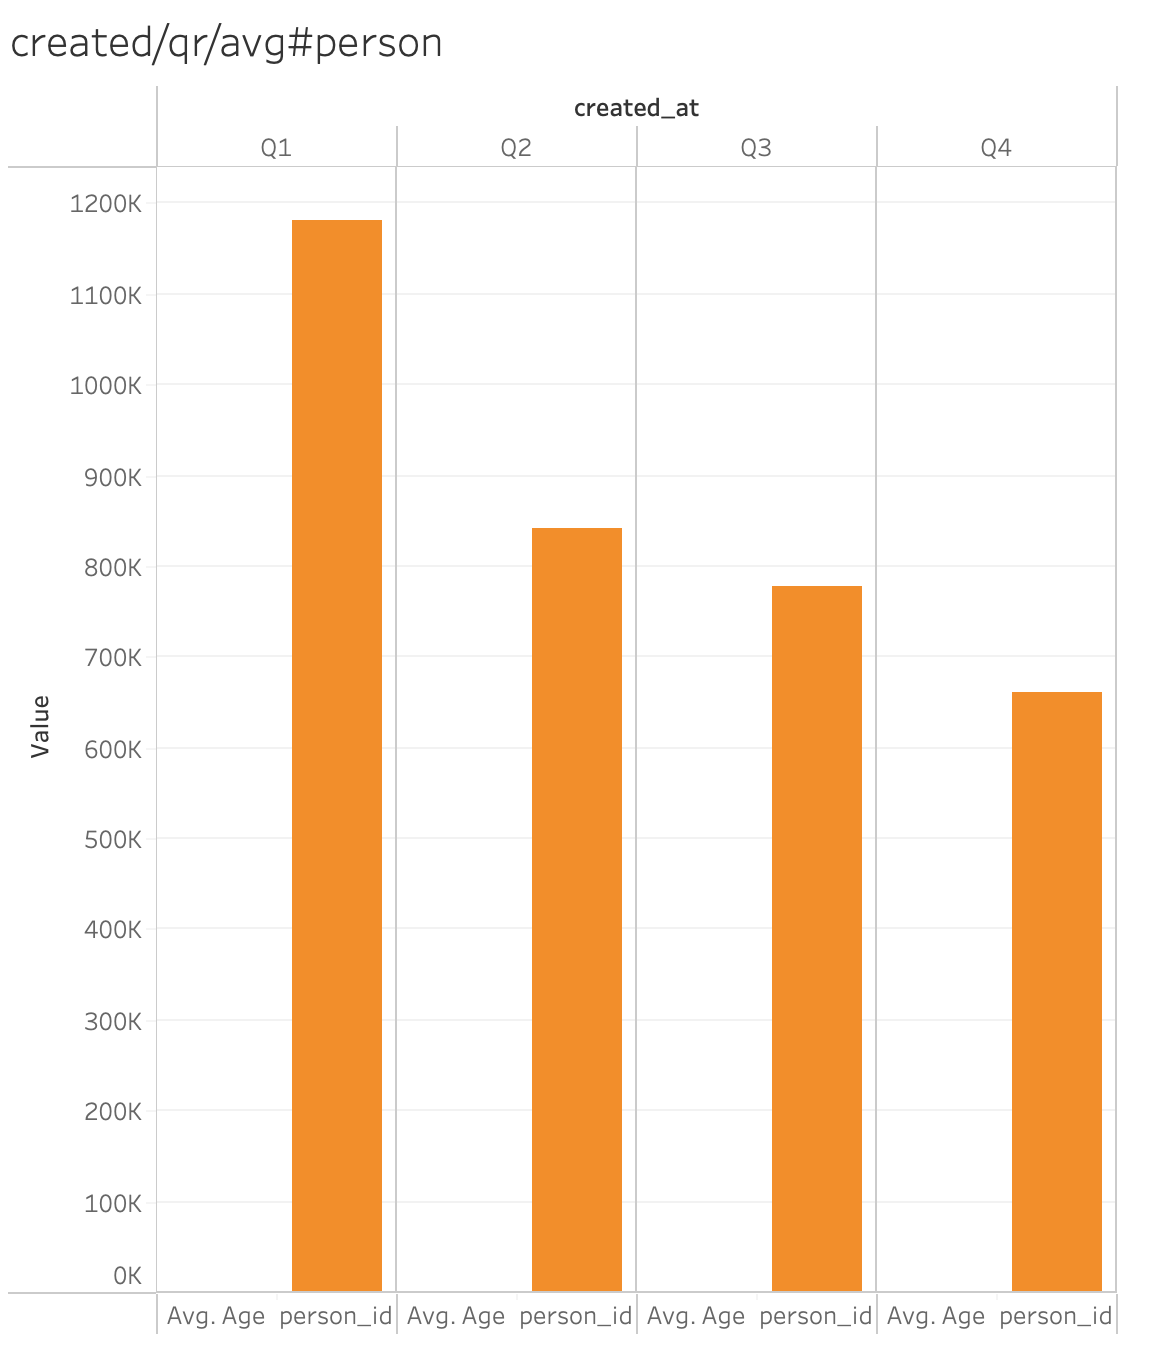 created/qr/avg#person
created_at
Q1 Q2 Q3 Q4
1200K
1100K
1000K
900K
800K
700K
600K
500K
400K
300K
200K
100K
0K
Value
Avg. Age person_id Avg. Age person_id Avg. Age person_id Avg. Age person_id